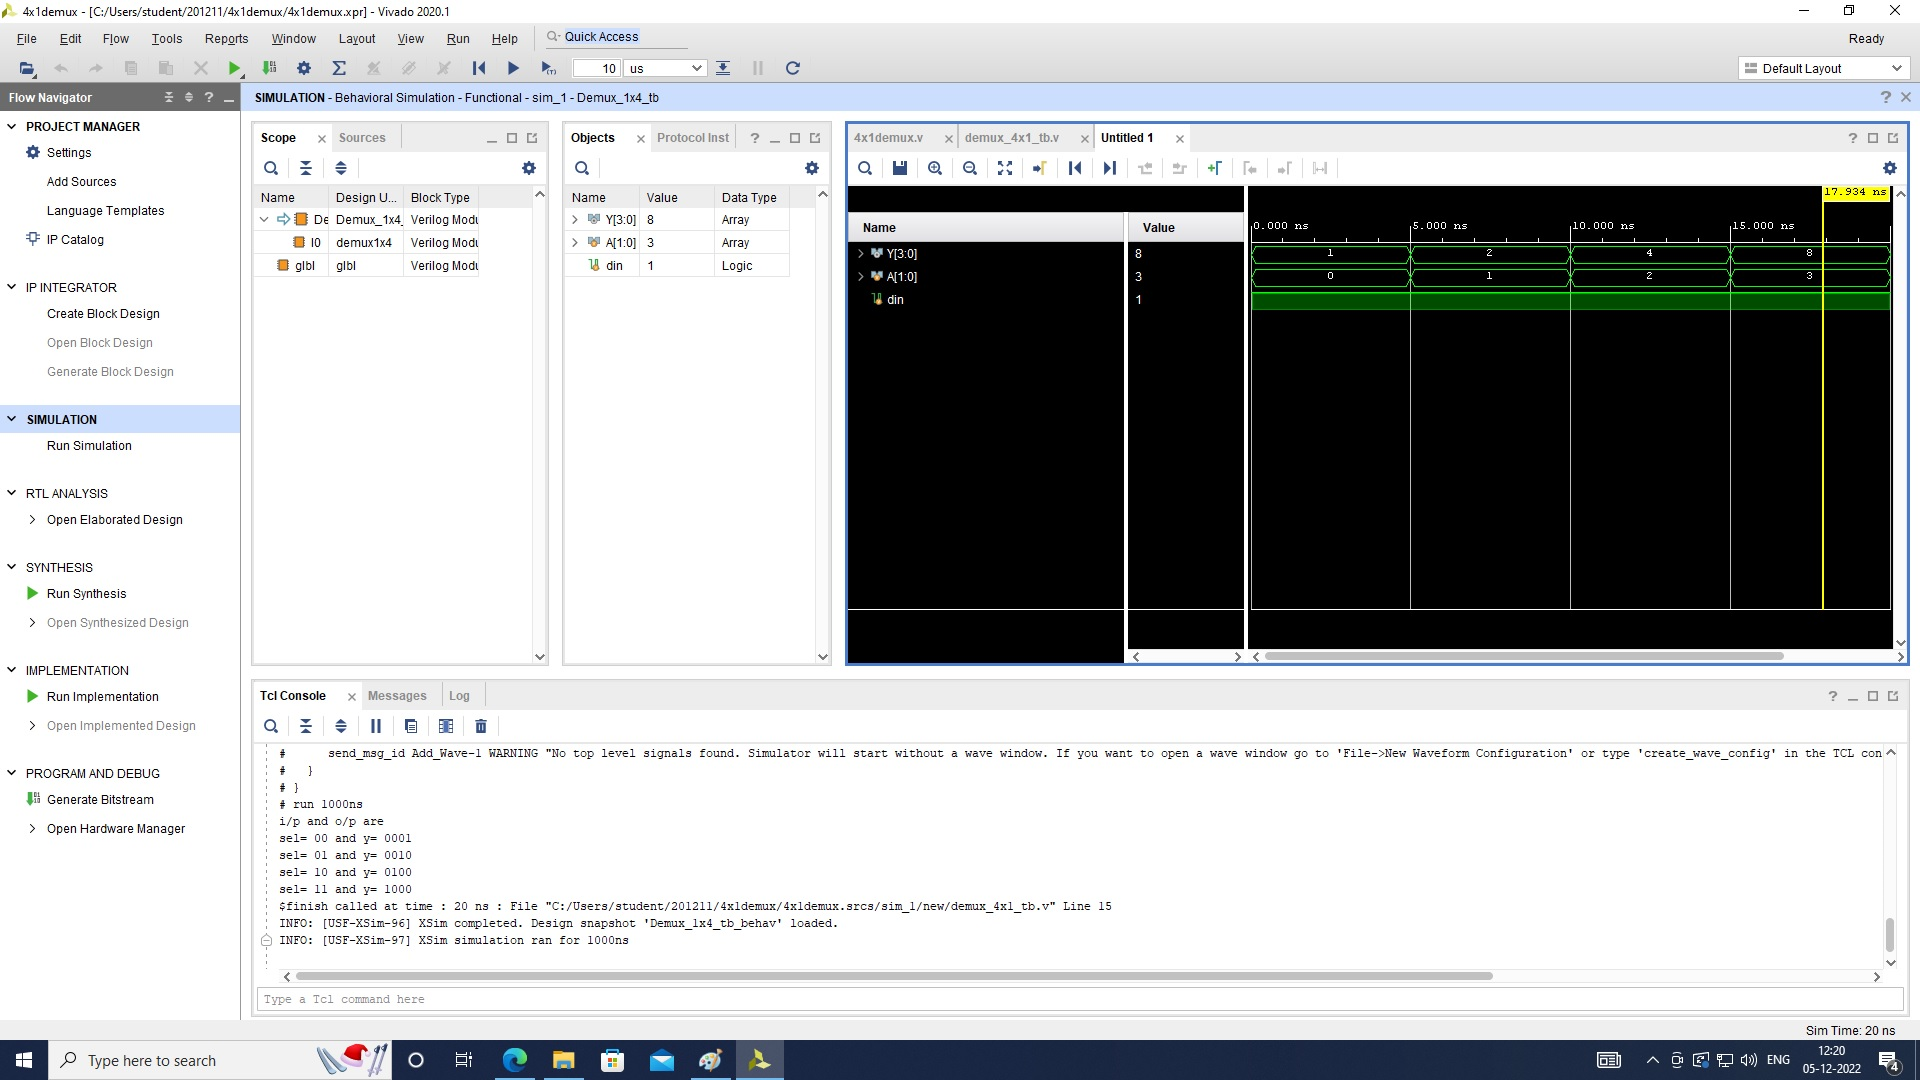 4x1demux - [C:/Users/student/201211/4x1demux/4x1demux.xpr] - Vivado 2020.1
File Edit Flow Tools Reports Window Layout View Run Help Quick Access Ready
10 us Default Layout
Flow Navigator
SIMULATION - Behavioral Simulation - Functional - sim_1 - Demux_1x4_tb
PROJECT MANAGER
Settings
Add Sources
Language Templates
IP Catalog
IP INTEGRATOR
Create Block Design
Open Block Design
Generate Block Design
SIMULATION
Run Simulation
RTL ANALYSIS
Open Elaborated Design
SYNTHESIS
Run Synthesis
Open Synthesized Design
IMPLEMENTATION
Run Implementation
Open Implemented Design
PROGRAM AND DEBUG
Generate Bitstream
Open Hardware Manager
Scope Sources
Name Design U... Block Type
De Demux_1x4_ Verilog Modu
I0 demux1x4 Verilog Modu
glbl glbl Verilog Modu
Objects Protocol Inst
Name Value Data Type
Y[3:0] 8 Array
A[1:0] 3 Array
din 1 Logic
4x1demux.v demux_4x1_tb.v Untitled 1
17.934 ns
Name Value 0.000 ns 5.000 ns 10.000 ns 15.000 ns
Y[3:0] 8 1 2 4 8
A[1:0] 3 0 1 2 3
din 1
Tcl Console Messages Log
# send_msg_id Add_Wave-1 WARNING "No top level signals found. Simulator will start without a wave window. If you want to open a wave window go to 'File->New Waveform Configuration' or type 'create_wave_config' in the TCL con
# }
# }
# run 1000ns
i/p and o/p are
sel= 00 and y= 0001
sel= 01 and y= 0010
sel= 10 and y= 0100
sel= 11 and y= 1000
$finish called at time : 20 ns : File "C:/Users/student/201211/4x1demux/4x1demux.srcs/sim_1/new/demux_4x1_tb.v" Line 15
INFO: [USF-XSim-96] XSim completed. Design snapshot 'Demux_1x4_tb_behav' loaded.
INFO: [USF-XSim-97] XSim simulation ran for 1000ns
Type a Tcl command here
Sim Time: 20 ns
Type here to search
ENG
12:20
05-12-2022
4